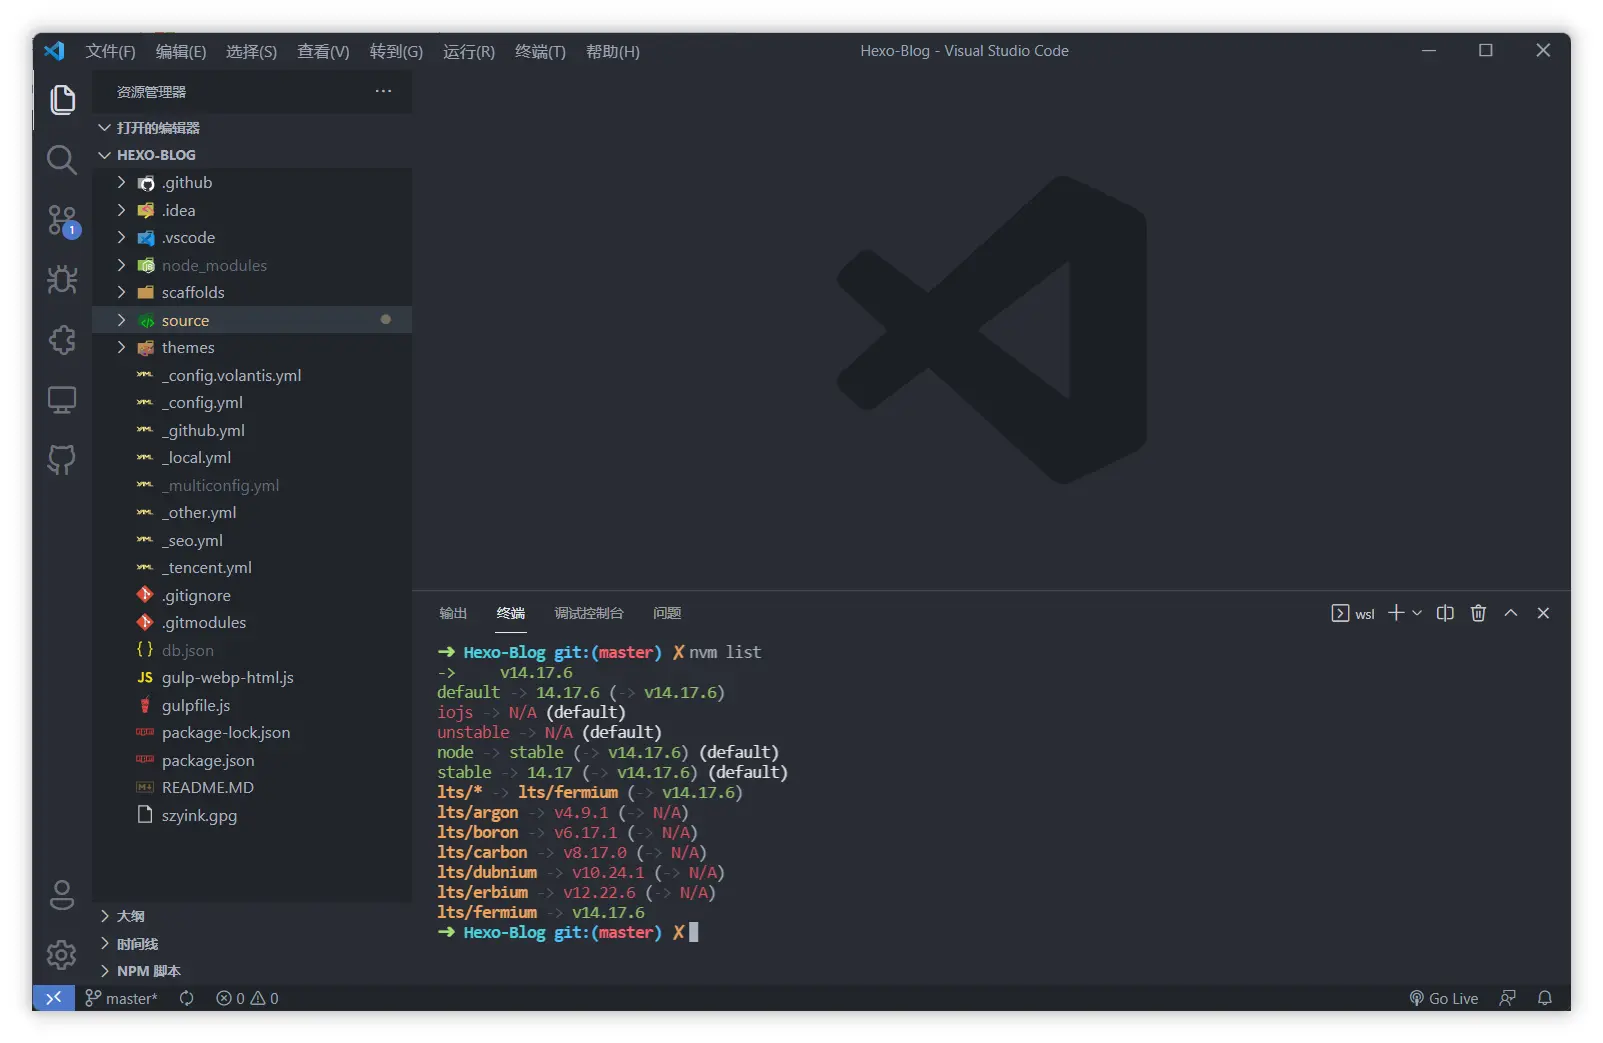 文件(F) 编辑(E) 选择(S) 查看(V) 转到(G) 运行(R) 终端(T) 帮助(H) Hexo-Blog - Visual Studio Code
资源管理器 ···
打开的编辑器
HEXO-BLOG
.github
.idea
.vscode
1
node_modules
scaffolds
source
themes
_config.volantis.yml
_config.yml
_github.yml
_local.yml
_multiconfig.yml
_other.yml
_seo.yml
_tencent.yml
.gitignore
.gitmodules
{ } db.json
JS gulp-webp-html.js
gulpfile.js
package-lock.json
package.json
README.MD
szyink.gpg
大纲
时间线
NPM 脚本
输出 终端 调试控制台 问题 wsl
➜ Hexo-Blog git:(master) ✗ nvm list
-> v14.17.6
default -> 14.17.6 (-> v14.17.6)
iojs -> N/A (default)
unstable -> N/A (default)
node -> stable (-> v14.17.6) (default)
stable -> 14.17 (-> v14.17.6) (default)
lts/* -> lts/fermium (-> v14.17.6)
lts/argon -> v4.9.1 (-> N/A)
lts/boron -> v6.17.1 (-> N/A)
lts/carbon -> v8.17.0 (-> N/A)
lts/dubnium -> v10.24.1 (-> N/A)
lts/erbium -> v12.22.6 (-> N/A)
lts/fermium -> v14.17.6
➜ Hexo-Blog git:(master) ✗
master* 0 0 Go Live